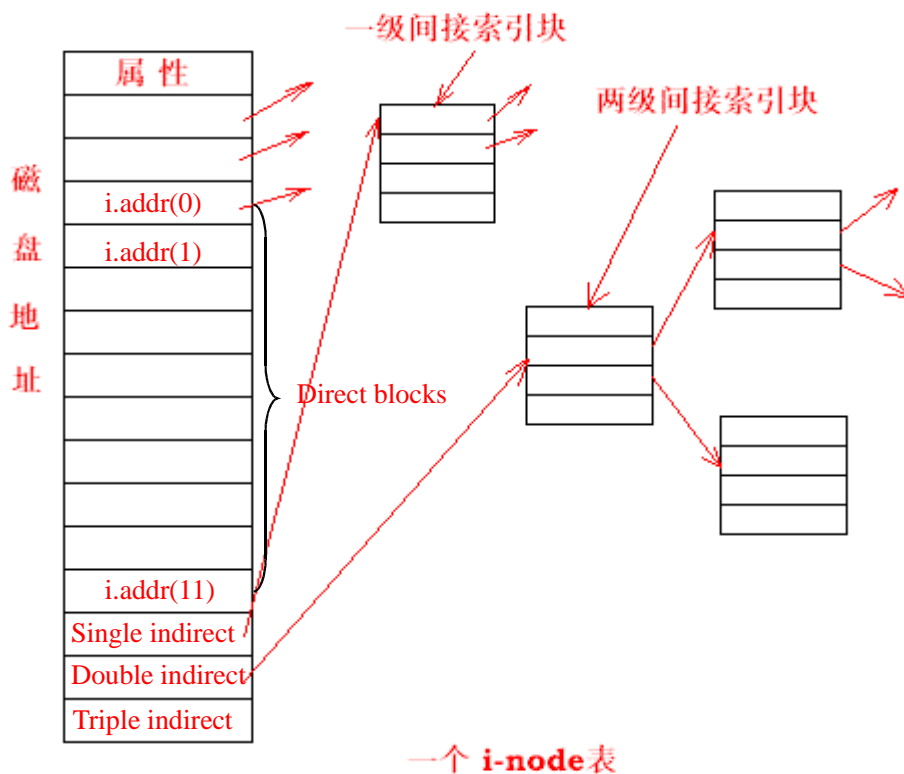 一级间接索引块
属 性
两级间接索引块
磁
盘
地
址
i.addr(0)
i.addr(1)
Direct blocks
i.addr(11)
Single indirect
Double indirect
Triple indirect
一个 i-node表